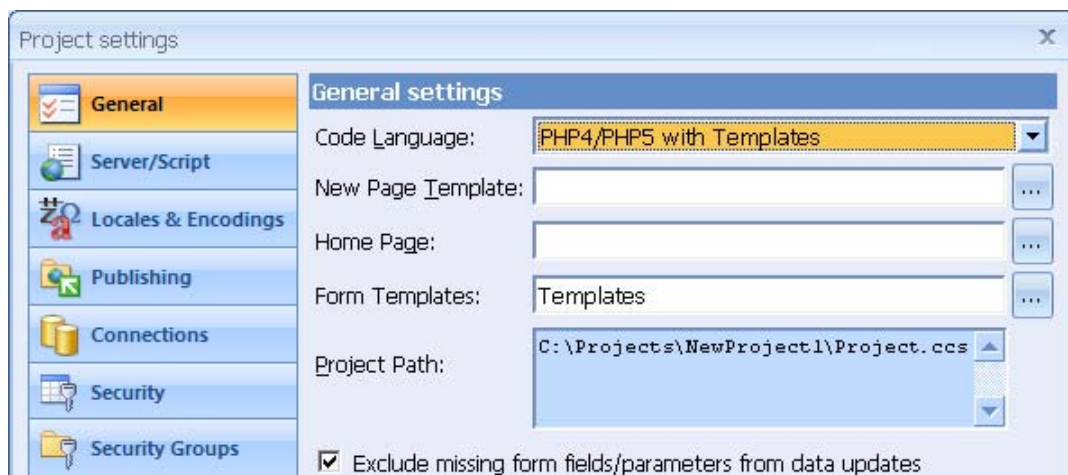 Project settings
General
Server/Script
Locales & Encodings
Publishing
Connections
Security
Security Groups
General settings
Code Language: PHP4/PHP5 with Templates
New Page Template: ...
Home Page: ...
Form Templates: Templates ...
Project Path: C:\Projects\NewProject1\Project.ccs
Exclude missing form fields/parameters from data updates